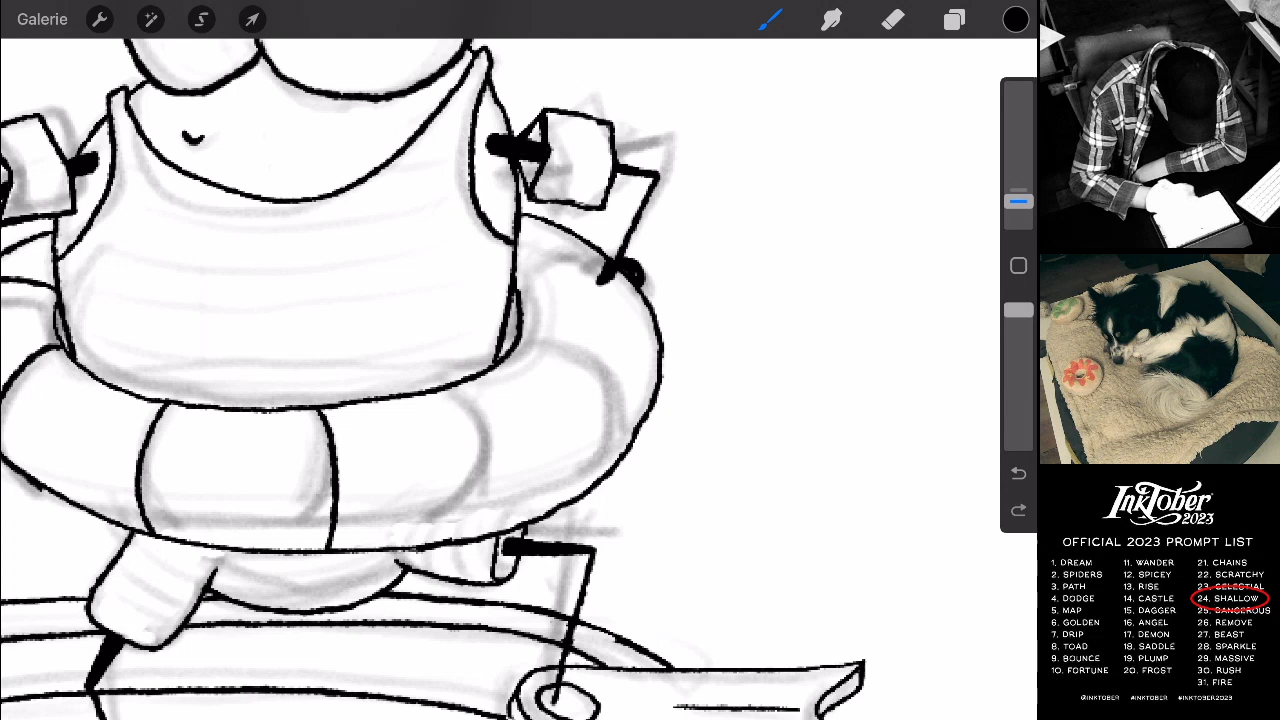 Galerie
INKTOBER
2023
OFFICIAL 2023 PROMPT LIST
1. DREAM
2. SPIDERS
3. PATH
4. DODGE
5. MAP
6. GOLDEN
7. DRIP
8. TOAD
9. BOUNCE
10. FORTUNE
11. WANDER
12. SPICEY
13. RISE
14. CASTLE
15. DAGGER
16. ANGEL
17. DEMON
18. SADDLE
19. PLUMP
20. FROST
21. CHAINS
22. SCRATCHY
23. CELESTIAL
24. SHALLOW
25. DANGEROUS
26. REMOVE
27. BEAST
28. SPARKLE
29. MASSIVE
30. RUSH
31. FIRE
@INKTOBER #INKTOBER #INKTOBER2023